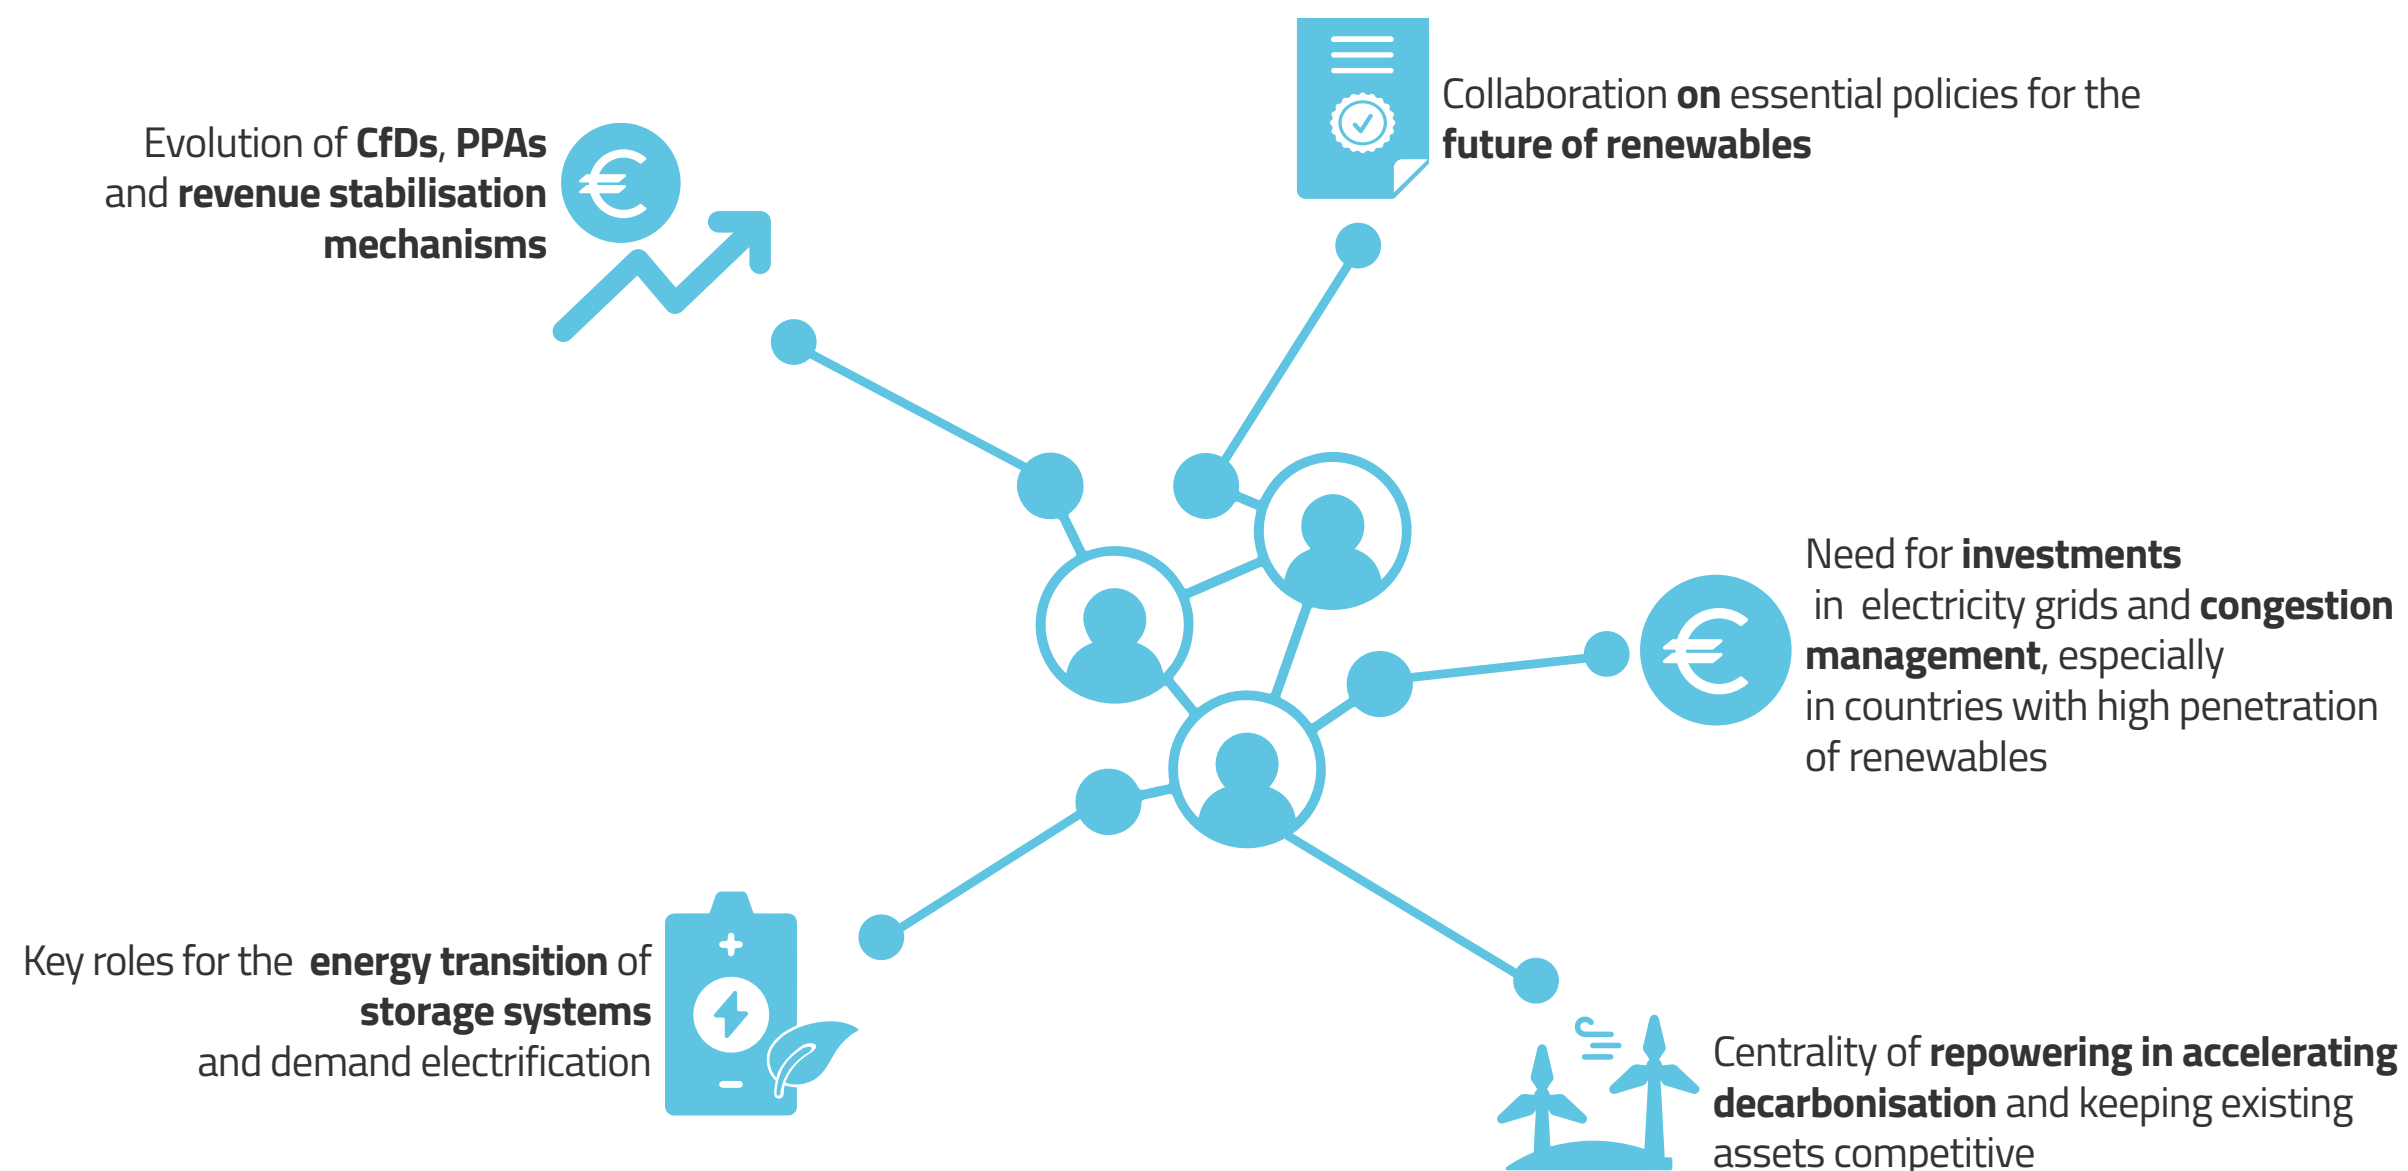 Evolution of CfDs, PPAs
and revenue stabilisation
mechanisms
Collaboration on essential policies for the
future of renewables
Need for investments
in electricity grids and congestion
management, especially
in countries with high penetration
of renewables
Key roles for the energy transition of
storage systems
and demand electrification
Centrality of repowering in accelerating
decarbonisation and keeping existing
assets competitive